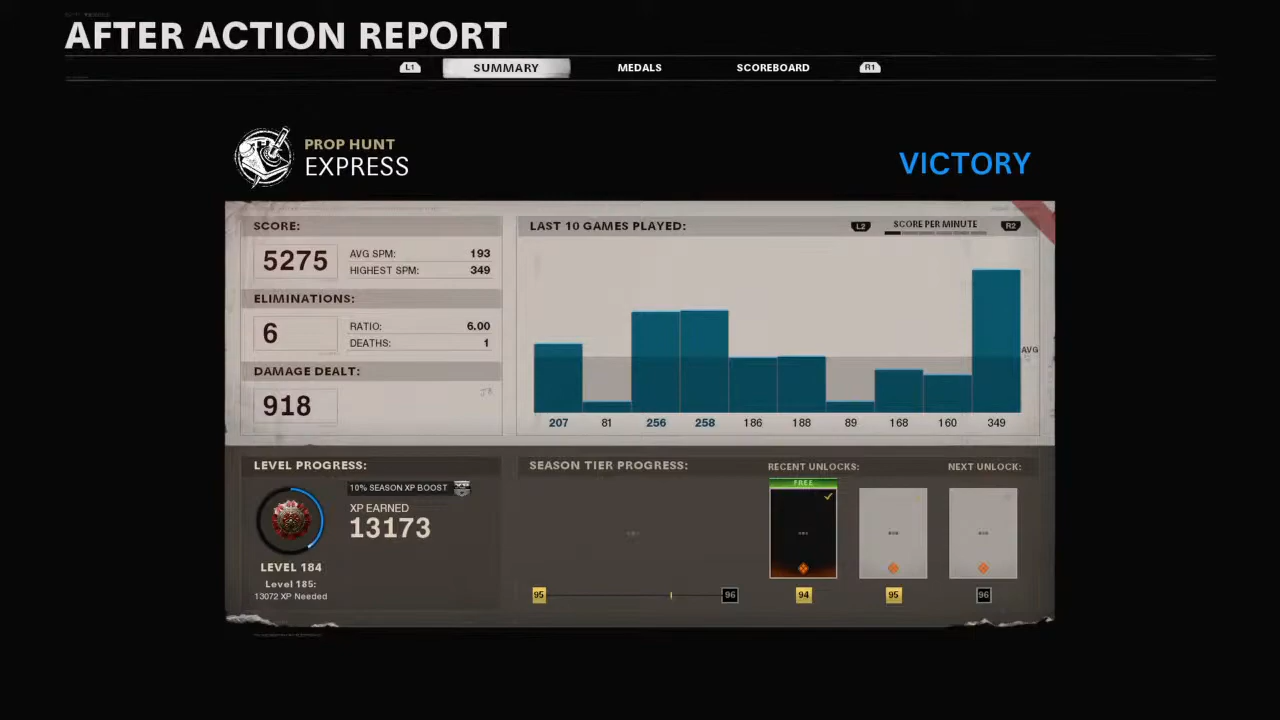 AFTER ACTION REPORT
L1 SUMMARY MEDALS SCOREBOARD R1
PROP HUNT
EXPRESS
VICTORY
SCORE:
5275
AVG SPM: 193
HIGHEST SPM: 349
ELIMINATIONS:
6
RATIO: 6.00
DEATHS: 1
DAMAGE DEALT:
918
LAST 10 GAMES PLAYED: L2 SCORE PER MINUTE R2
AVG
207 81 256 258 186 188 89 168 160 349
LEVEL PROGRESS:
10% SEASON XP BOOST
XP EARNED
13173
LEVEL 184
Level 185:
13072 XP Needed
SEASON TIER PROGRESS: RECENT UNLOCKS: NEXT UNLOCK:
FREE
95 96 94 95 96